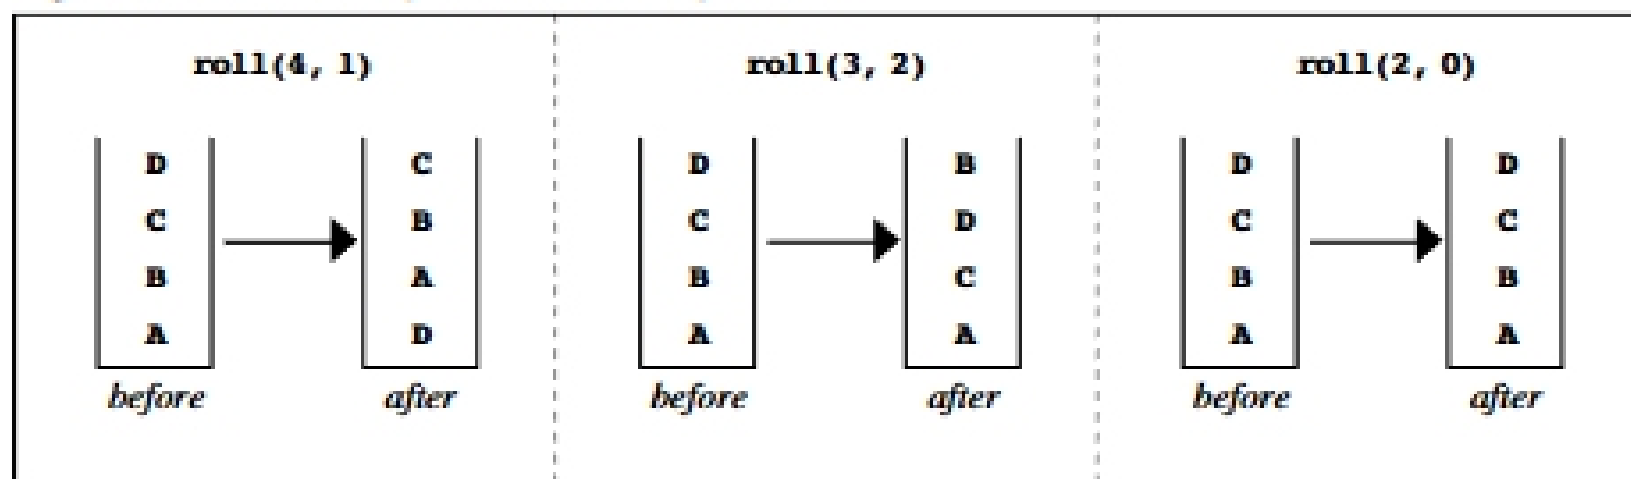 roll(4, 1)
D C
C B
B A
A D
before after
roll(3, 2)
D B
C D
B C
A A
before after
roll(2, 0)
D D
C C
B B
A A
before after